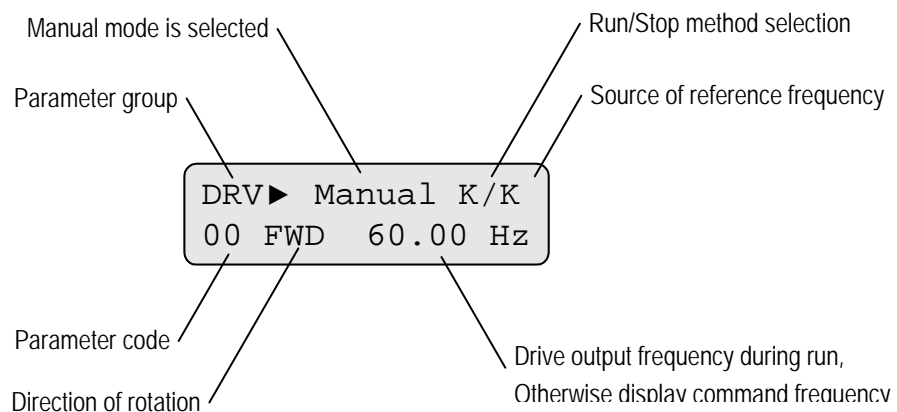 Manual mode is selected
Run/Stop method selection
Parameter group
Source of reference frequency
DRV► Manual K/K
00 FWD 60.00 Hz
Parameter code
Drive output frequency during run,
Otherwise display command frequency
Direction of rotation